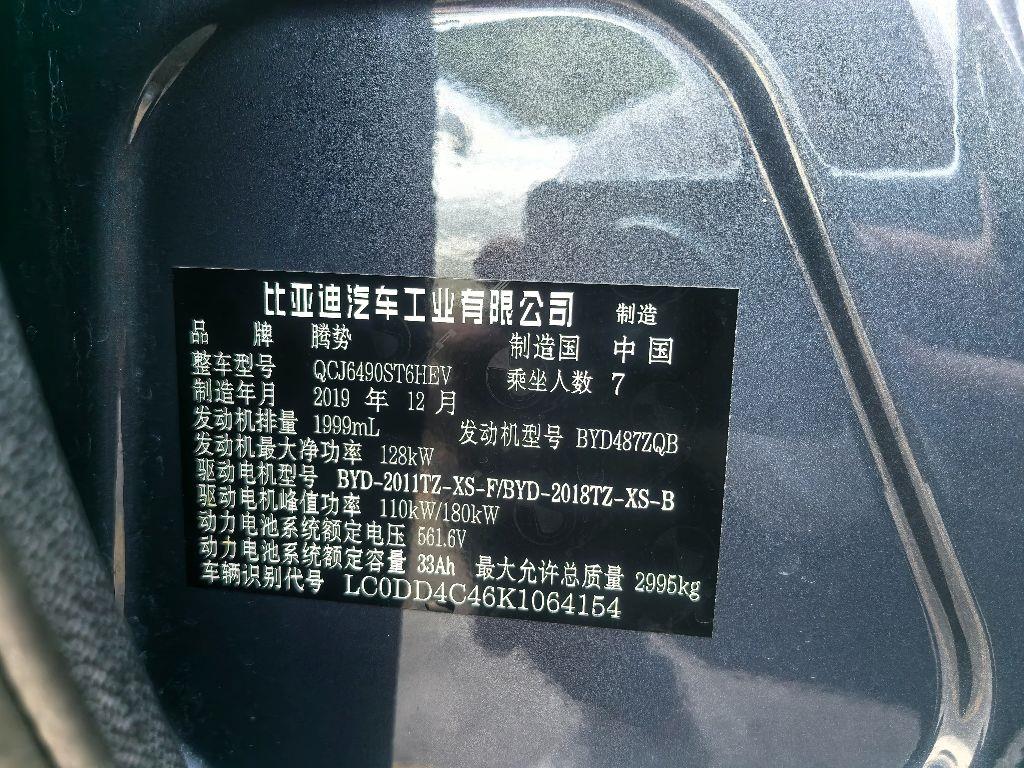 比亚迪汽车工业有限公司 制造
品 牌 腾势 制造国 中国
整车型号 QCJ6490ST6HEV 乘坐人数 7
制造年月 2019 年 12 月
发动机排量 1999mL 发动机型号 BYD487ZQB
发动机最大净功率 128kW
驱动电机型号 BYD-2011TZ-XS-F/BYD-2018TZ-XS-B
驱动电机峰值功率 110kW/180kW
动力电池系统额定电压 561.6V
动力电池系统额定容量 33Ah 最大允许总质量 2995kg
车辆识别代号 LC0DD4C46K1064154